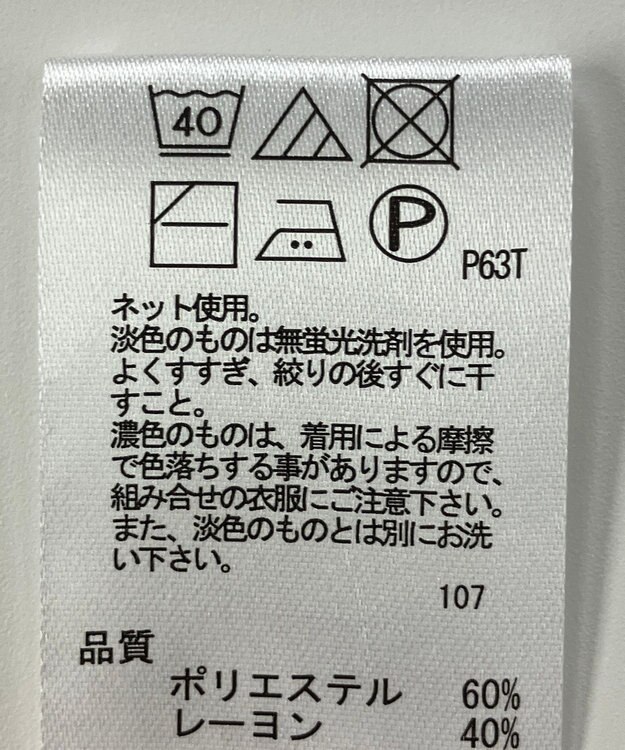 40
P
P63T
ネット使用。
淡色のものは無蛍光洗剤を使用。
よくすすぎ、絞りの後すぐに干
すこと。
濃色のものは、着用による摩擦
で色落ちする事がありますので、
組み合せの衣服にご注意下さい。
また、淡色のものとは別にお洗
い下さい。
107
品質
ポリエステル 60%
レーヨン 40%